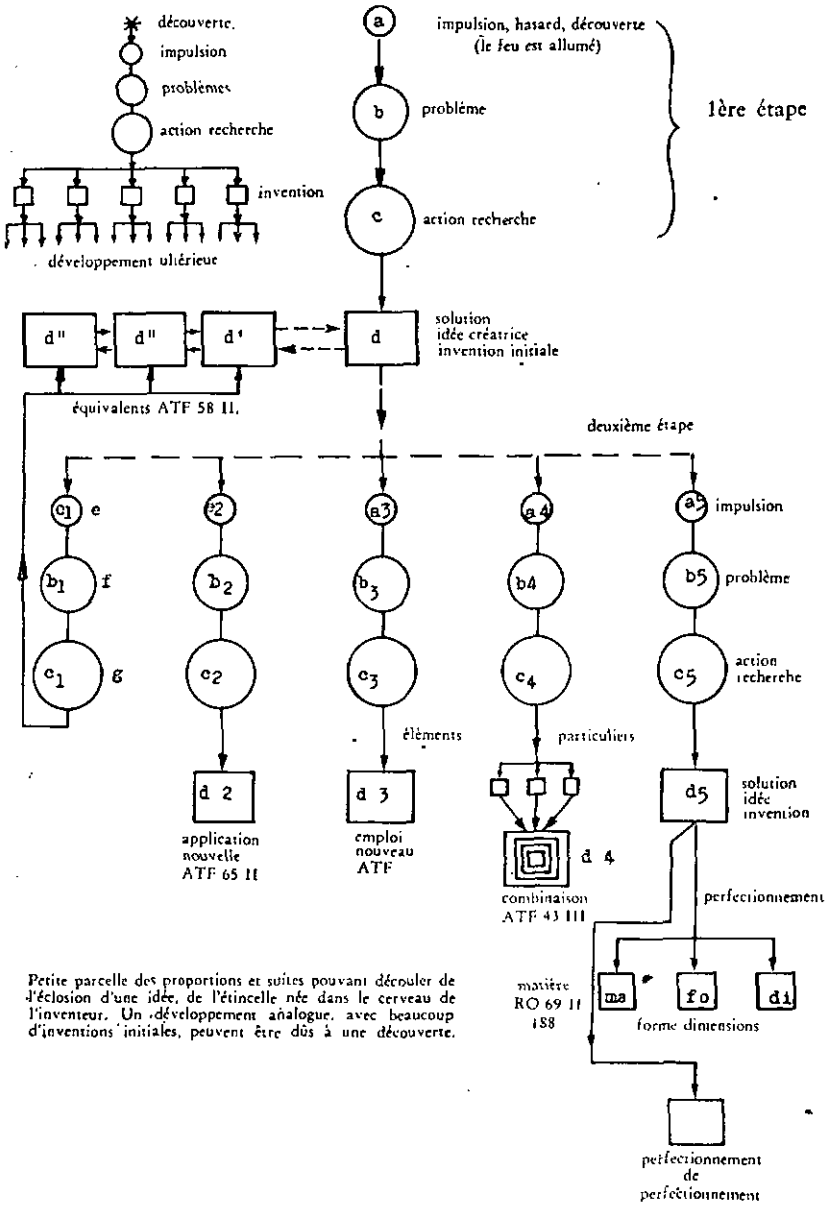 découverte.
impulsion
problèmes
action recherche
invention
développement ultérieur
a
impulsion, hasard, découverte
(le feu est allumé)
b
problème
1ère étape
c
action recherche
d"
d"
d'
d
solution
idée créatrice
invention initiale
équivalents ATF 58 II.
deuxième étape
c1
e
e2
a3
a4
a5
impulsion
b1
f
b2
b3
b4
b5
problème
c1
g
c2
c3
c4
c5
action
recherche
éléments
particuliers
d 2
d 3
d5
solution
idée
invention
application
nouvelle
ATF 65 II
emploi
nouveau
ATF
d 4
combinaison
ATF 43 III
perfectionnement
matière
RO 69 II
188
ma
fo
di
forme dimensions
Petite parcelle des proportions et suites pouvant découler de
l'éclosion d'une idée, de l'étincelle née dans le cerveau de
l'inventeur. Un développement analogue, avec beaucoup
d'inventions initiales, peuvent être dûs à une découverte.
perfectionnement
de
perfectionnement